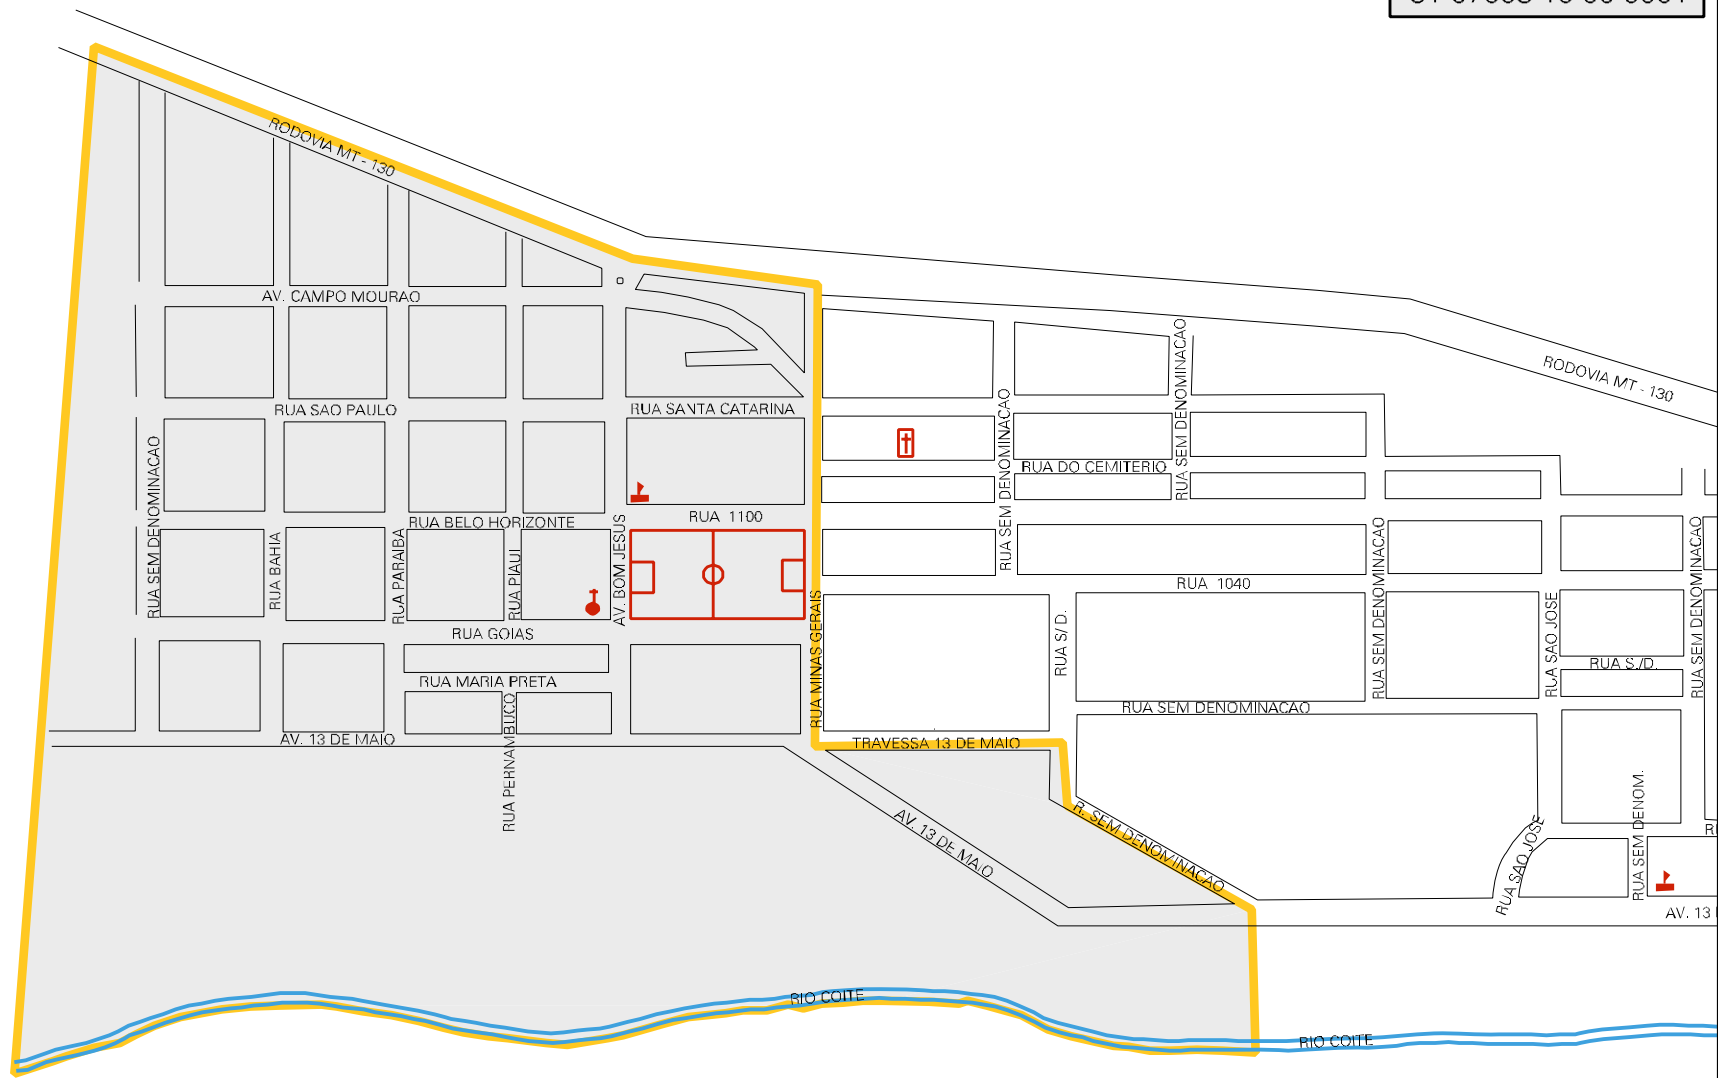 RODOVIA MT - 130
AV. CAMPO MOURAO
RODOVIA MT - 130
RUA SAO PAULO
RUA SANTA CATARINA
RUA SEM DENOMINACAO
RUA SEM DENOMINACAO
RUA DO CEMITERIO
RUA SEM DENOMINACAO
RUA BAHIA
RUA PARAIBA
RUA BELO HORIZONTE
RUA PIAUI
AV. BOM JESUS
RUA 1100
RUA 1040
RUA MINAS GERAIS
RUA S/ D.
RUA SEM DENOMINACAO
RUA SAO JOSE
RUA SEM DENOMINACAO
RUA GOIAS
RUA S./D.
RUA MARIA PRETA
RUA SEM DENOMINACAO
AV. 13 DE MAIO
RUA PERNAMBUCO
TRAVESSA 13 DE MAIO
AV. 13 DE MAIO
R. SEM DENOMINACAO
RUA SAO JOSE
RUA SEM DENOM.
AV. 13
RIO COITE
RIO COITE